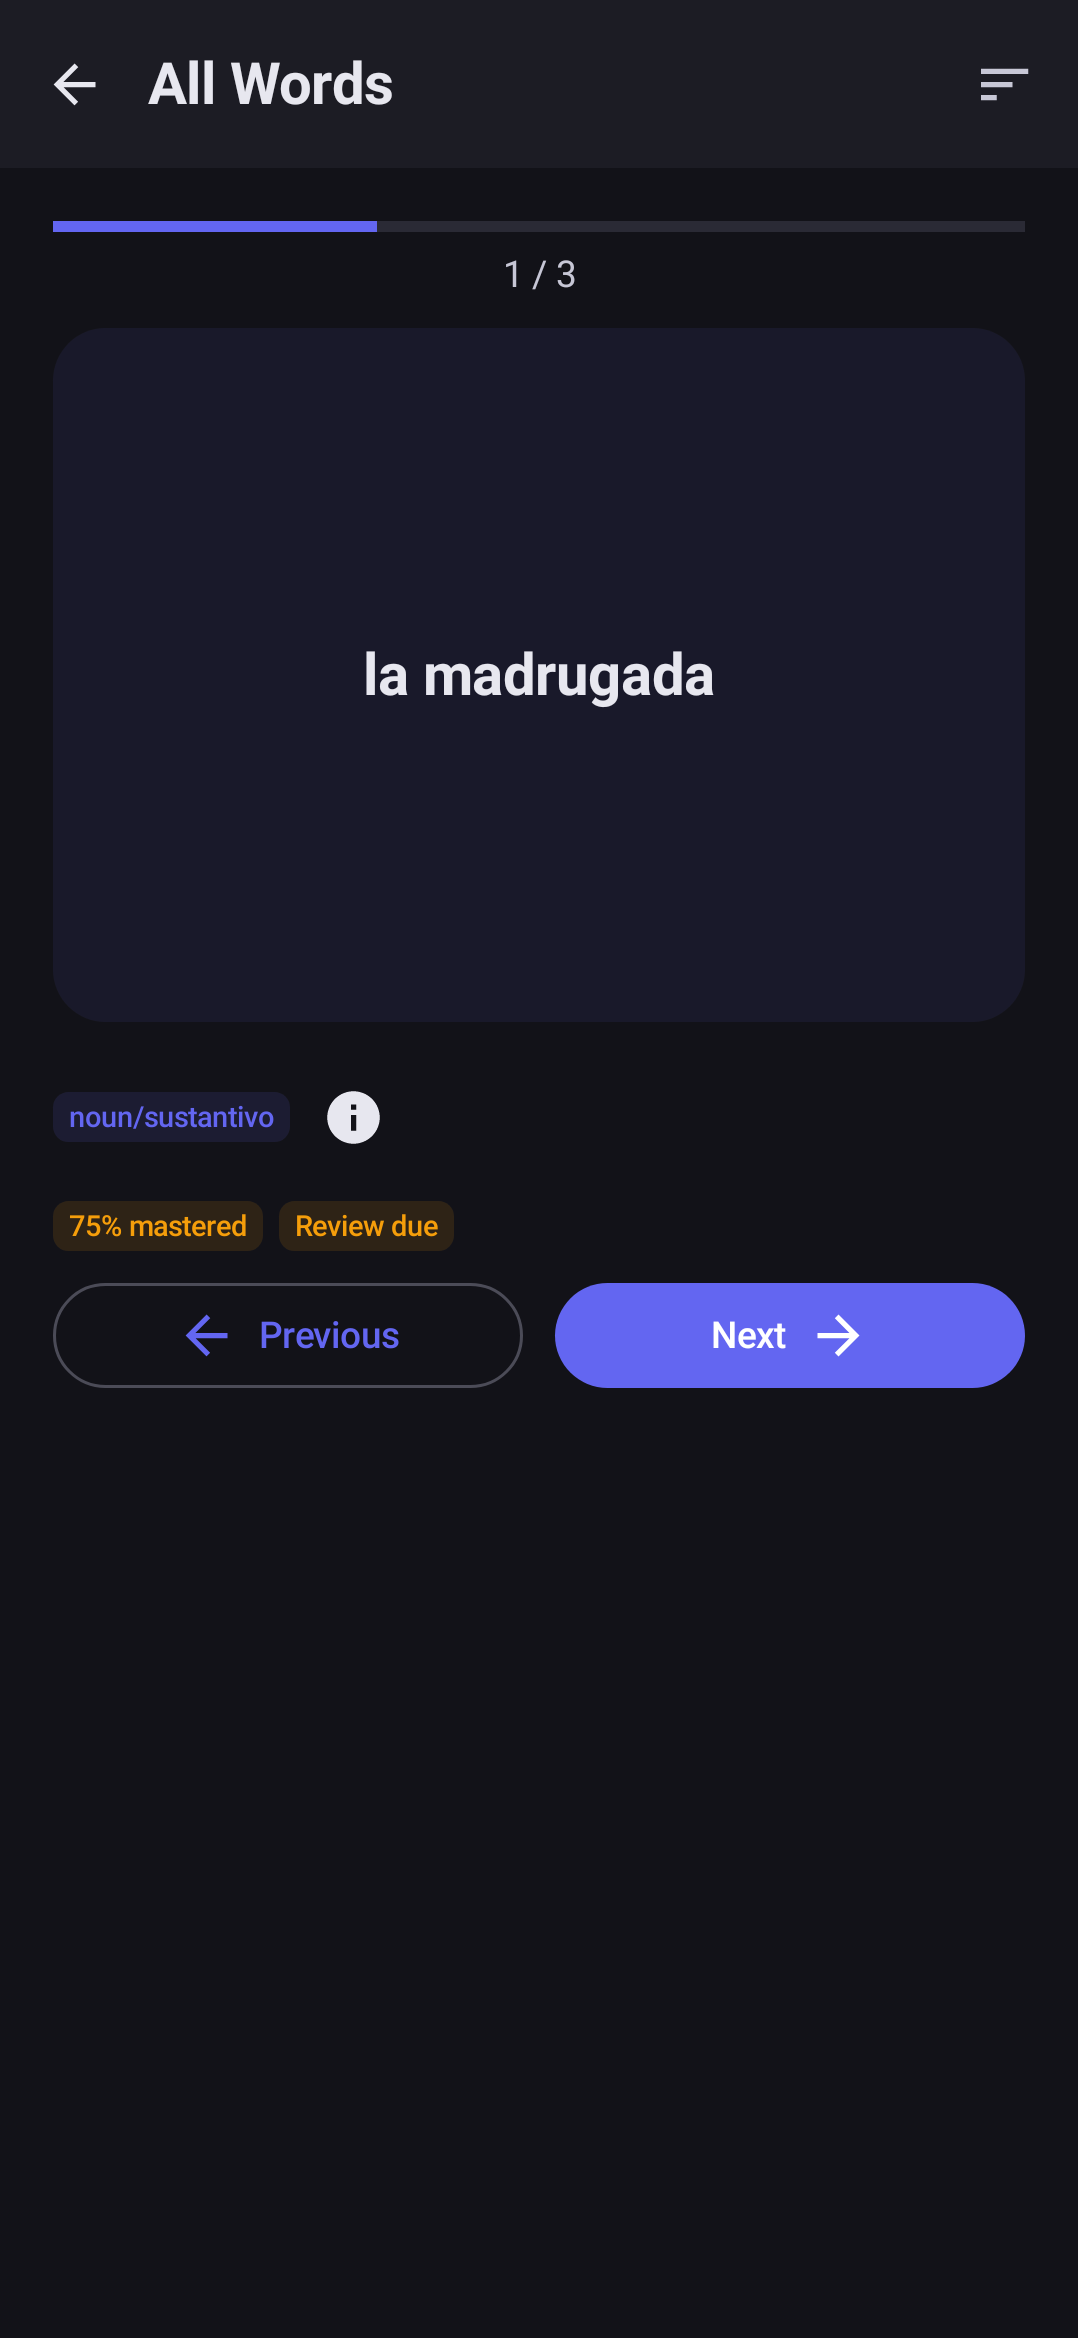 All Words
1 / 3
la madrugada
noun/sustantivo
75% mastered
Review due
Previous
Next